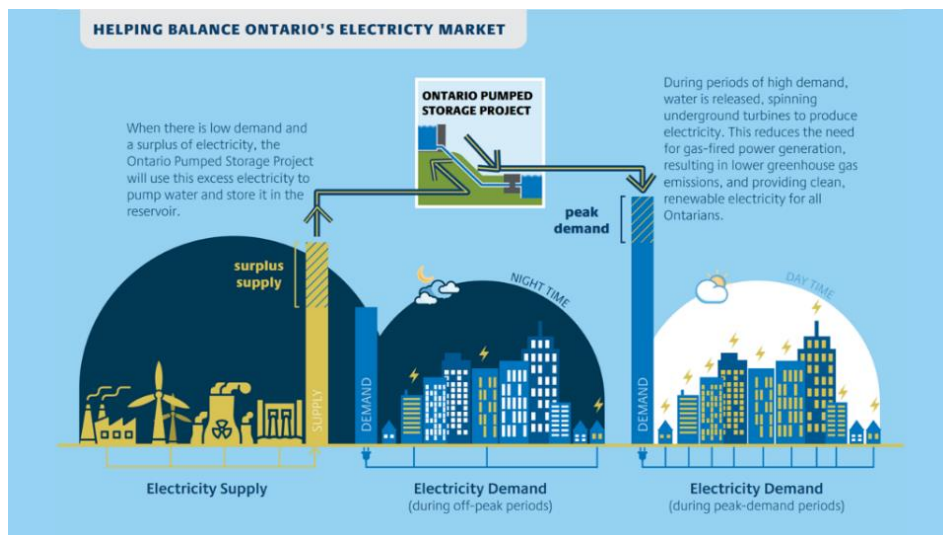 HELPING BALANCE ONTARIO'S ELECTRICTY MARKET
When there is low demand and
a surplus of electricity, the
Ontario Pumped Storage Project
will use this excess electricity to
pump water and store it in the
reservoir.
ONTARIO PUMPED
STORAGE PROJECT
During periods of high demand,
water is released, spinning
underground turbines to produce
electricity. This reduces the need
for gas-fired power generation,
resulting in lower greenhouse gas
emissions, and providing clean,
renewable electricity for all
Ontarians.
peak
demand
surplus
supply
NIGHT TIME
DAY TIME
SUPPLY
DEMAND
DEMAND
Electricity Supply
Electricity Demand
(during off-peak periods)
Electricity Demand
(during peak-demand periods)